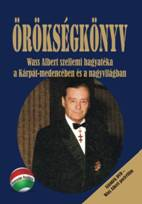 ÖRÖKSÉGKÖNYV
Wass Albert szellemi hagyatéka
a Kárpát-medencében és a nagyvilágban